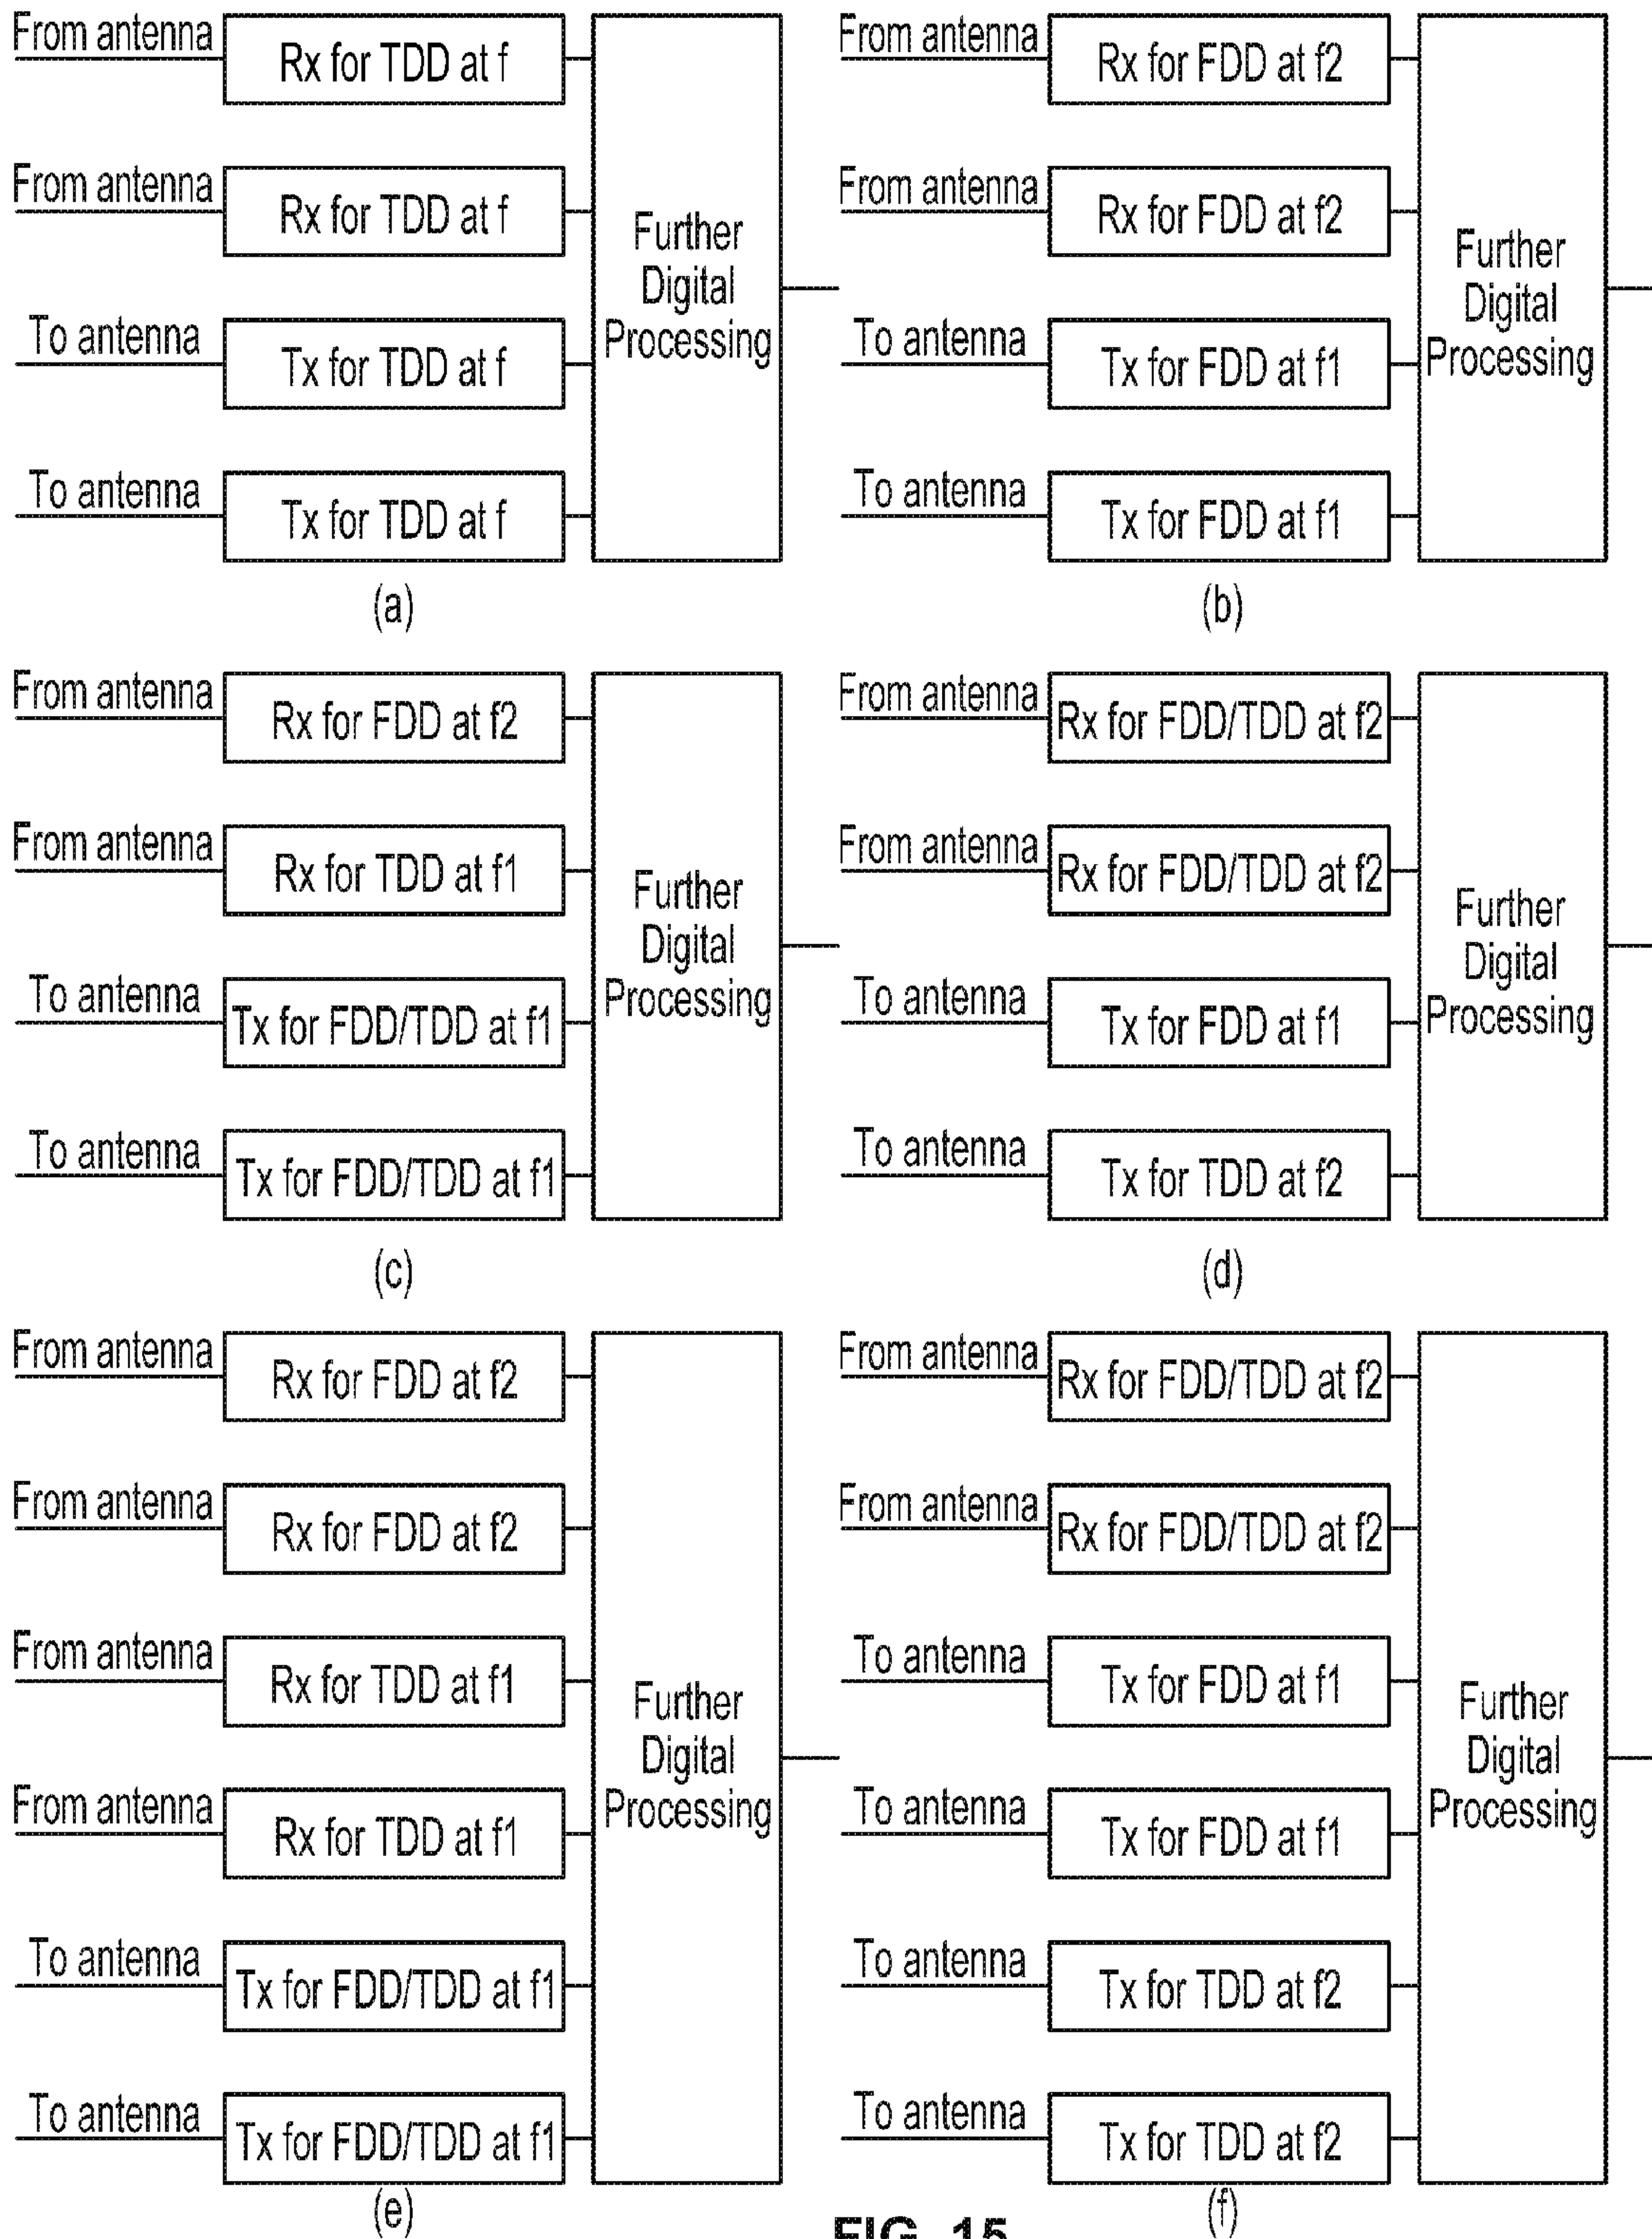 From antenna
Rx for TDD at f
From antenna
Rx for TDD at f
To antenna
Tx for TDD at f
To antenna
Tx for TDD at f
Further
Digital
Processing
(a)
From antenna
Rx for FDD at f2
From antenna
Rx for FDD at f2
To antenna
Tx for FDD at f1
To antenna
Tx for FDD at f1
Further
Digital
Processing
(b)
From antenna
Rx for FDD at f2
From antenna
Rx for TDD at f1
To antenna
Tx for FDD/TDD at f1
To antenna
Tx for FDD/TDD at f1
Further
Digital
Processing
(c)
From antenna
Rx for FDD/TDD at f2
From antenna
Rx for FDD/TDD at f2
To antenna
Tx for FDD at f1
To antenna
Tx for TDD at f2
Further
Digital
Processing
(d)
From antenna
Rx for FDD at f2
From antenna
Rx for FDD at f2
From antenna
Rx for TDD at f1
From antenna
Rx for TDD at f1
To antenna
Tx for FDD/TDD at f1
To antenna
Tx for FDD/TDD at f1
Further
Digital
Processing
(e)
From antenna
Rx for FDD/TDD at f2
From antenna
Rx for FDD/TDD at f2
To antenna
Tx for FDD at f1
To antenna
Tx for FDD at f1
To antenna
Tx for TDD at f2
To antenna
Tx for TDD at f2
Further
Digital
Processing
(f)
FIG. 15